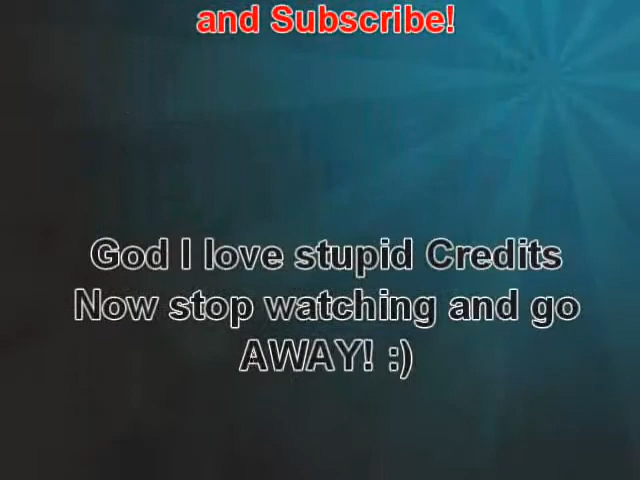 and Subscribe!
God I love stupid Credits
Now stop watching and go
AWAY! :)